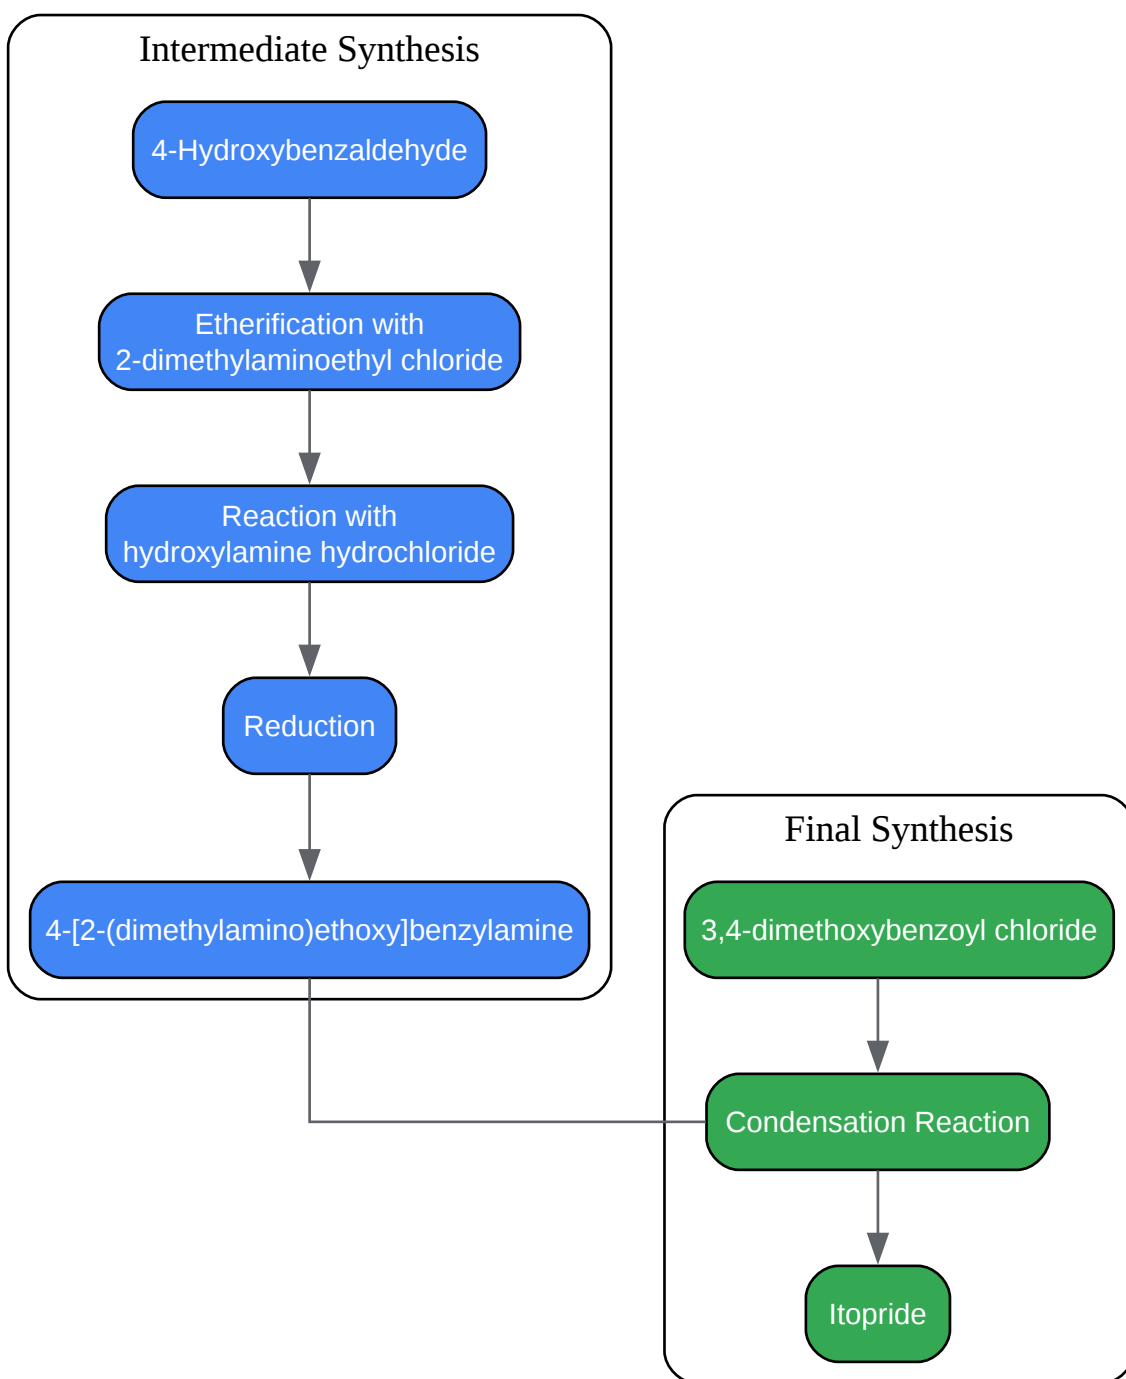 Intermediate Synthesis
4-Hydroxybenzaldehyde
Etherification with
2-dimethylaminoethyl chloride
Reaction with
hydroxylamine hydrochloride
Reduction
4-[2-(dimethylamino)ethoxy]benzylamine
Final Synthesis
3,4-dimethoxybenzoyl chloride
Condensation Reaction
Itopride